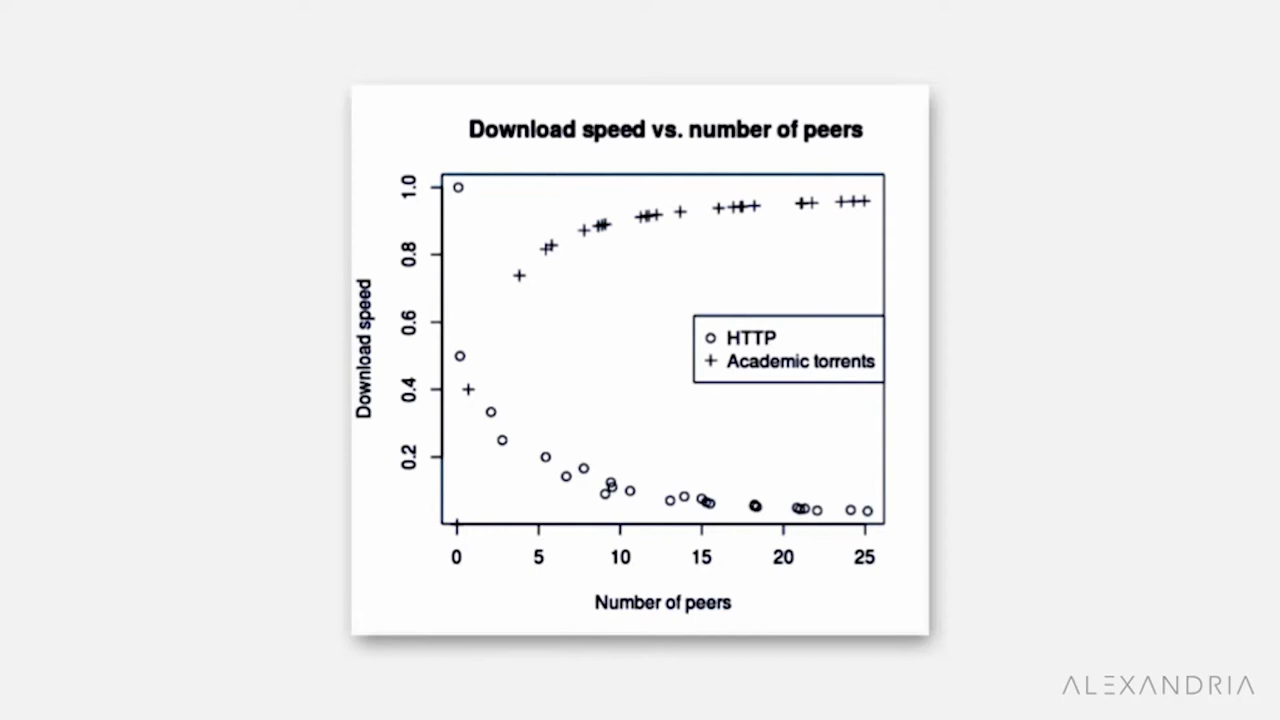 Download speed vs. number of peers
Download speed
1.0
0.8
0.6
0.4
0.2
HTTP
Academic torrents
0 5 10 15 20 25
Number of peers
ALEXANDRIA